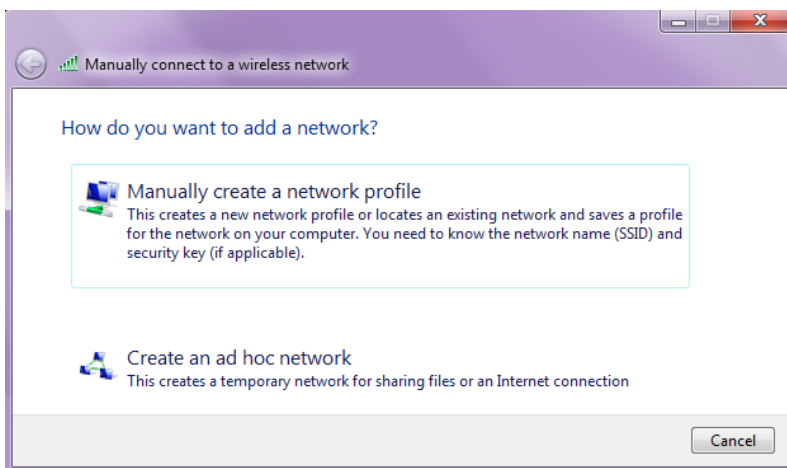 Manually connect to a wireless network
How do you want to add a network?
Manually create a network profile
This creates a new network profile or locates an existing network and saves a profile
for the network on your computer. You need to know the network name (SSID) and
security key (if applicable).
Create an ad hoc network
This creates a temporary network for sharing files or an Internet connection
Cancel